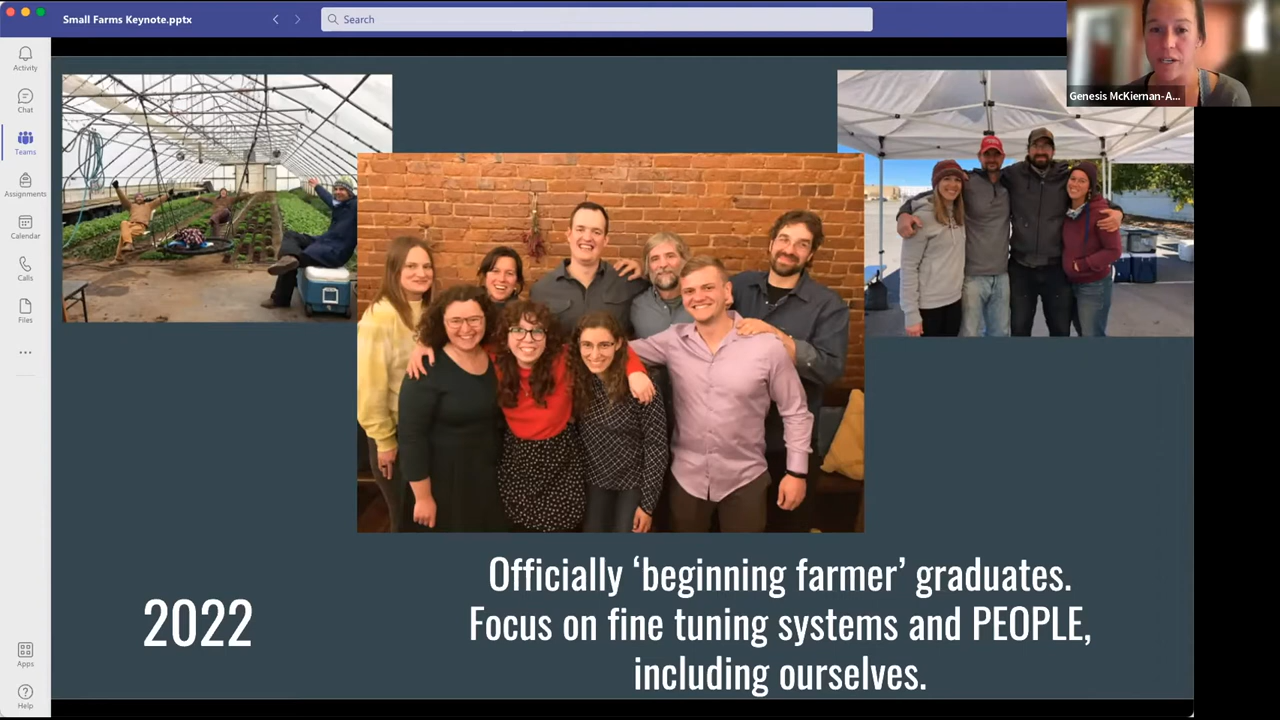 Small Farms Keynote.pptx
Search
Genesis McKiernan-A...
Activity
Chat
Teams
Assignments
Calendar
Calls
Files
Apps
Help
2022
Officially ‘beginning farmer’ graduates.
Focus on fine tuning systems and PEOPLE,
including ourselves.